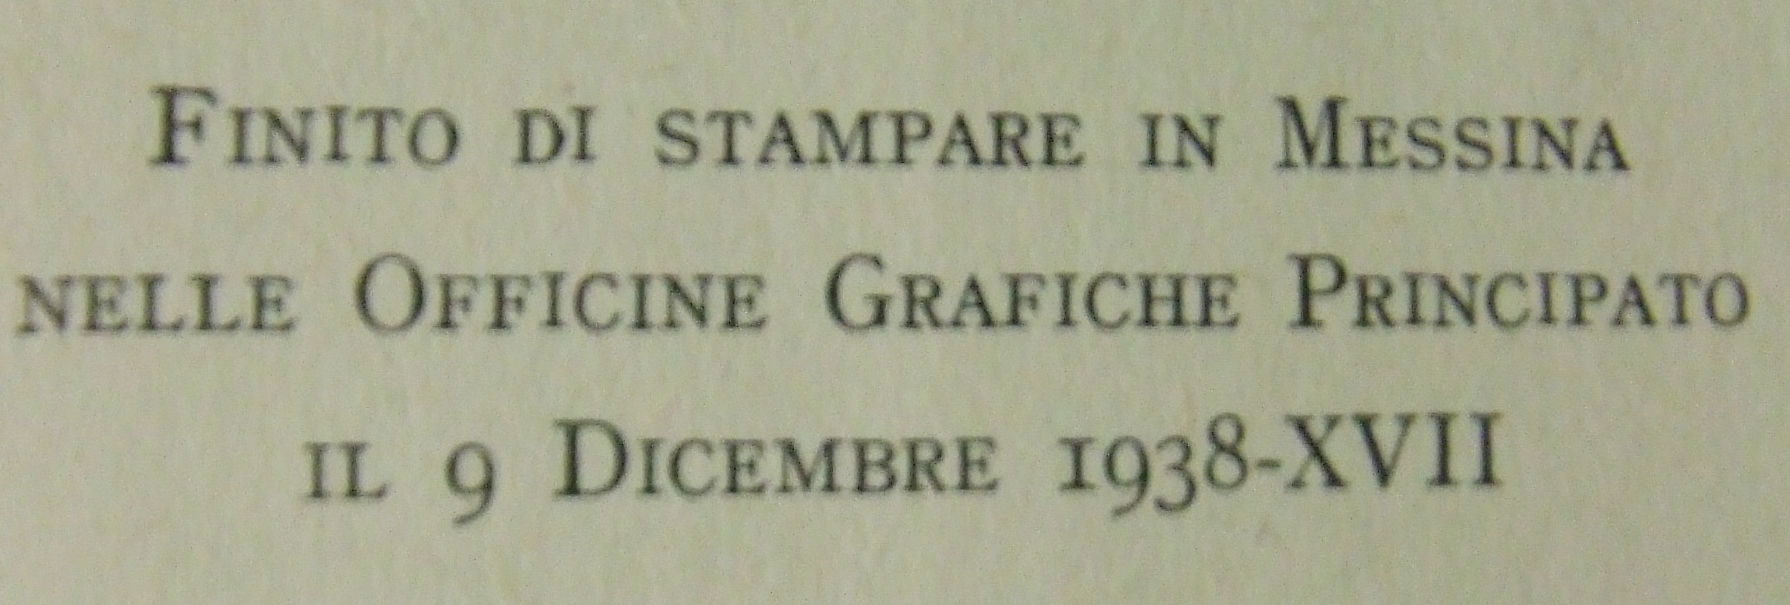 Finito di stampare in Messina
nelle Officine Grafiche Principato
il 9 Dicembre 1938-XVII